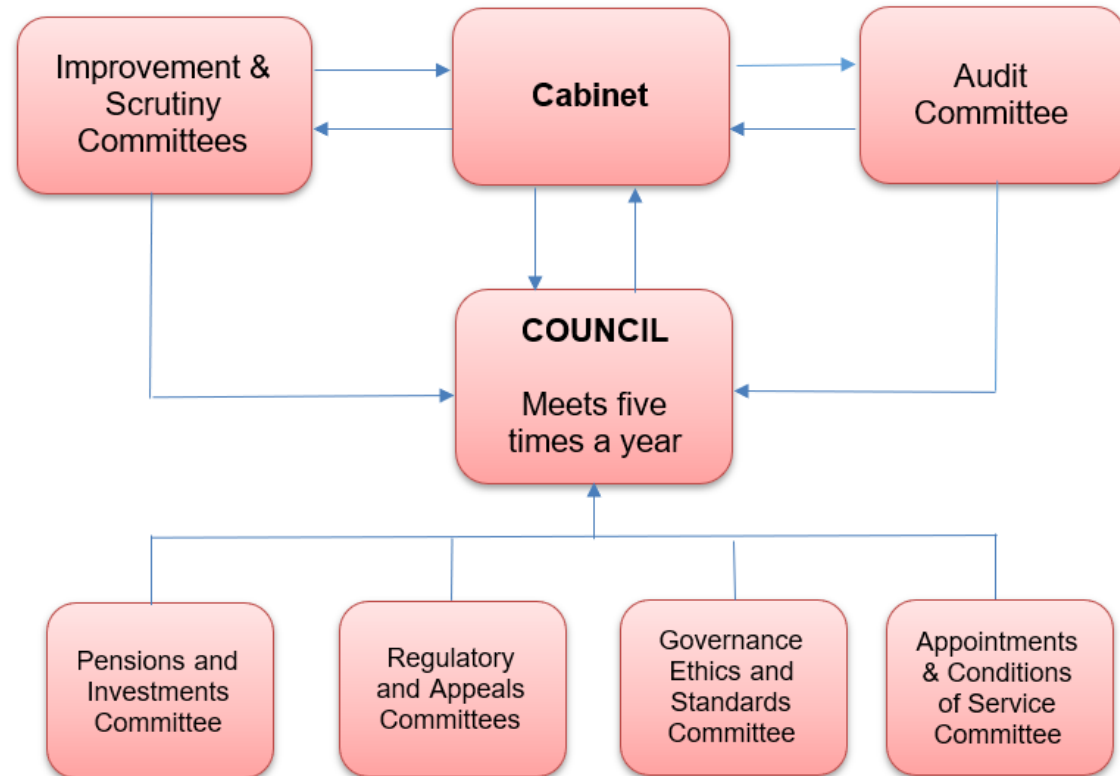 Improvement &
Scrutiny
Committees
Cabinet
Audit
Committee
COUNCIL
Meets five
times a year
Pensions and
Investments
Committee
Regulatory
and Appeals
Committees
Governance
Ethics and
Standards
Committee
Appointments
& Conditions
of Service
Committee